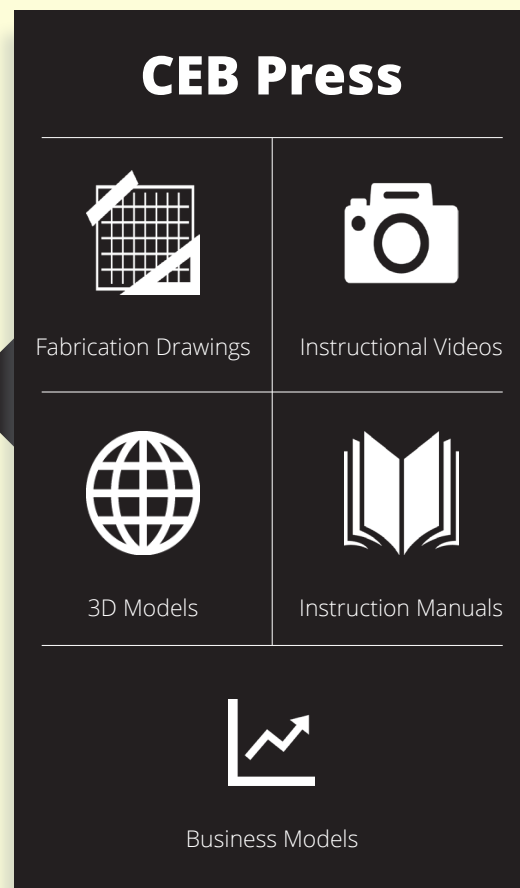 CEB Press
Fabrication Drawings
Instructional Videos
3D Models
Instruction Manuals
Business Models